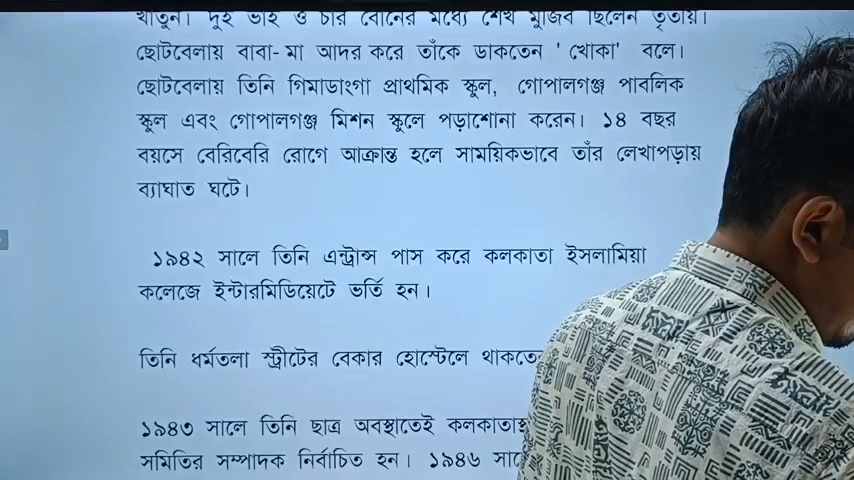 খাতুন। দুই ভাই ও চার বোনের মধ্যে শেখ মুজিব ছিলেন তৃতীয়।
ছোটবেলায় বাবা- মা আদর করে তাঁকে ডাকতেন ' খোকা' বলে।
ছোটবেলায় তিনি গিমাডাংগা প্রাথমিক স্কুল, গোপালগঞ্জ পাবলিক
স্কুল এবং গোপালগঞ্জ মিশন স্কুলে পড়াশোনা করেন। ১৪ বছর
বয়সে বেরিবেরি রোগে আক্রান্ত হলে সাময়িকভাবে তাঁর লেখাপড়ায়
ব্যাঘাত ঘটে।
১৯৪২ সালে তিনি এন্ট্রান্স পাস করে কলকাতা ইসলামিয়া
কলেজে ইন্টারমিডিয়েটে ভর্তি হন।
তিনি ধর্মতলা স্ট্রীটের বেকার হোস্টেলে
১৯৪৩ সালে তিনি ছাত্র অবস্থাতেই
সমিতির সম্পাদক নির্বাচিত হন। ১৯৪৬